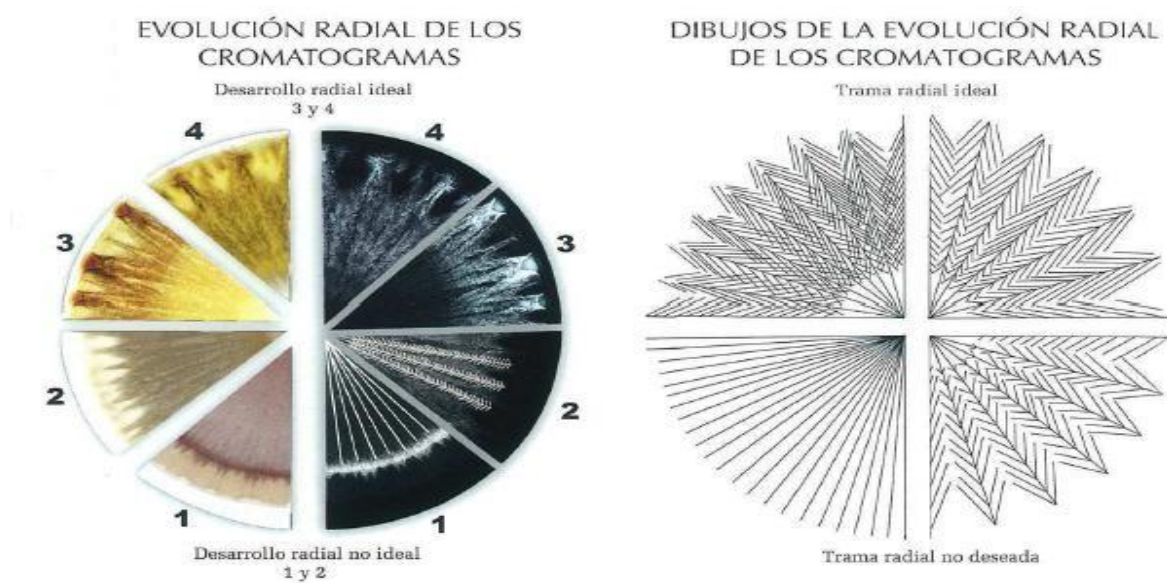 EVOLUCIÓN RADIAL DE LOS
CROMATOGRAMAS
Desarrollo radial ideal
3 y 4
4
4
3
3
2
2
1
1
Desarrollo radial no ideal
1 y 2
DIBUJOS DE LA EVOLUCIÓN RADIAL
DE LOS CROMATOGRAMAS
Trama radial ideal
Trama radial no deseada